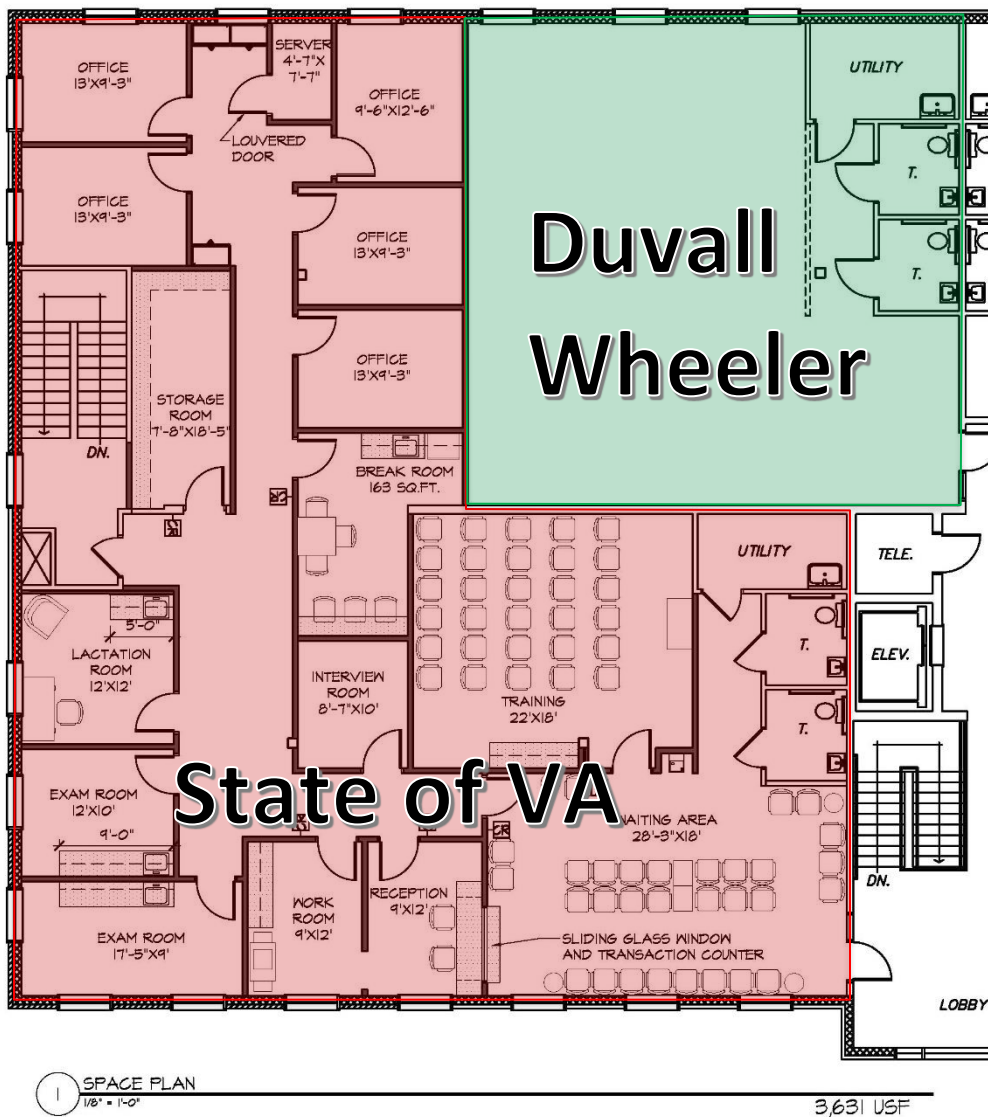 OFFICE
13'X9'-3"
SERVER
4'-7"X
7'-7"
OFFICE
9'-6"X12'-6"
UTILITY
LOUVERED
DOOR
T.
OFFICE
13'X9'-3"
OFFICE
13'X9'-3"
T.
Duvall
Wheeler
OFFICE
13'X9'-3"
STORAGE
ROOM
7'-8"X18'-5"
DN.
BREAK ROOM
163 SQ.FT.
CR
CR
UTILITY
TELE.
5'-0"
LACTATION
ROOM
12'X12'
T.
ELEV.
INTERVIEW
ROOM
8'-7"X10'
TRAINING
22'X18'
T.
State of VA
EXAM ROOM
12'X10'
9'-0"
WAITING AREA
28'-3"X18'
CR
DN.
RECEPTION
9'X12'
WORK
ROOM
9'X12'
EXAM ROOM
17'-5"X9'
SLIDING GLASS WINDOW
AND TRANSACTION COUNTER
LOBBY
1
SPACE PLAN
1/8" = 1'-0"
3,631 USF